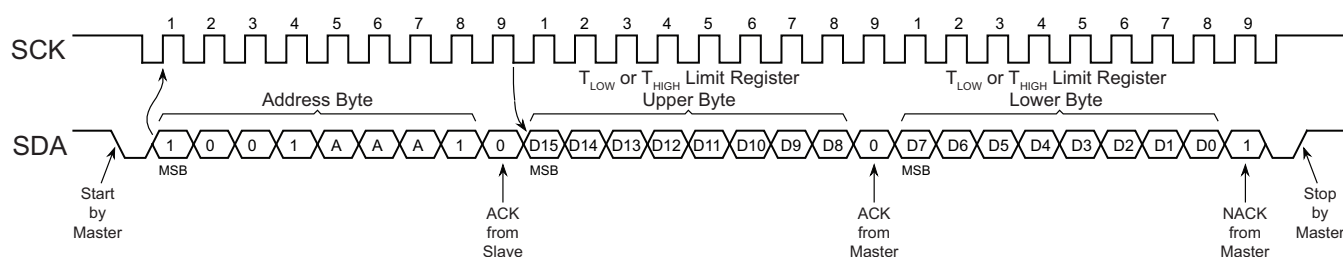 1 2 3 4 5 6 7 8 9 1 2 3 4 5 6 7 8 9 1 2 3 4 5 6 7 8 9
SCK
T_LOW or T_HIGH Limit Register T_LOW or T_HIGH Limit Register
Address Byte Upper Byte Lower Byte
SDA 1 0 0 1 A A A 1 0 D15 D14 D13 D12 D11 D10 D9 D8 0 D7 D6 D5 D4 D3 D2 D1 D0 1
MSB MSB MSB
Start
by
Master
ACK
from
Slave
ACK
from
Master
NACK
from
Master
Stop
by
Master